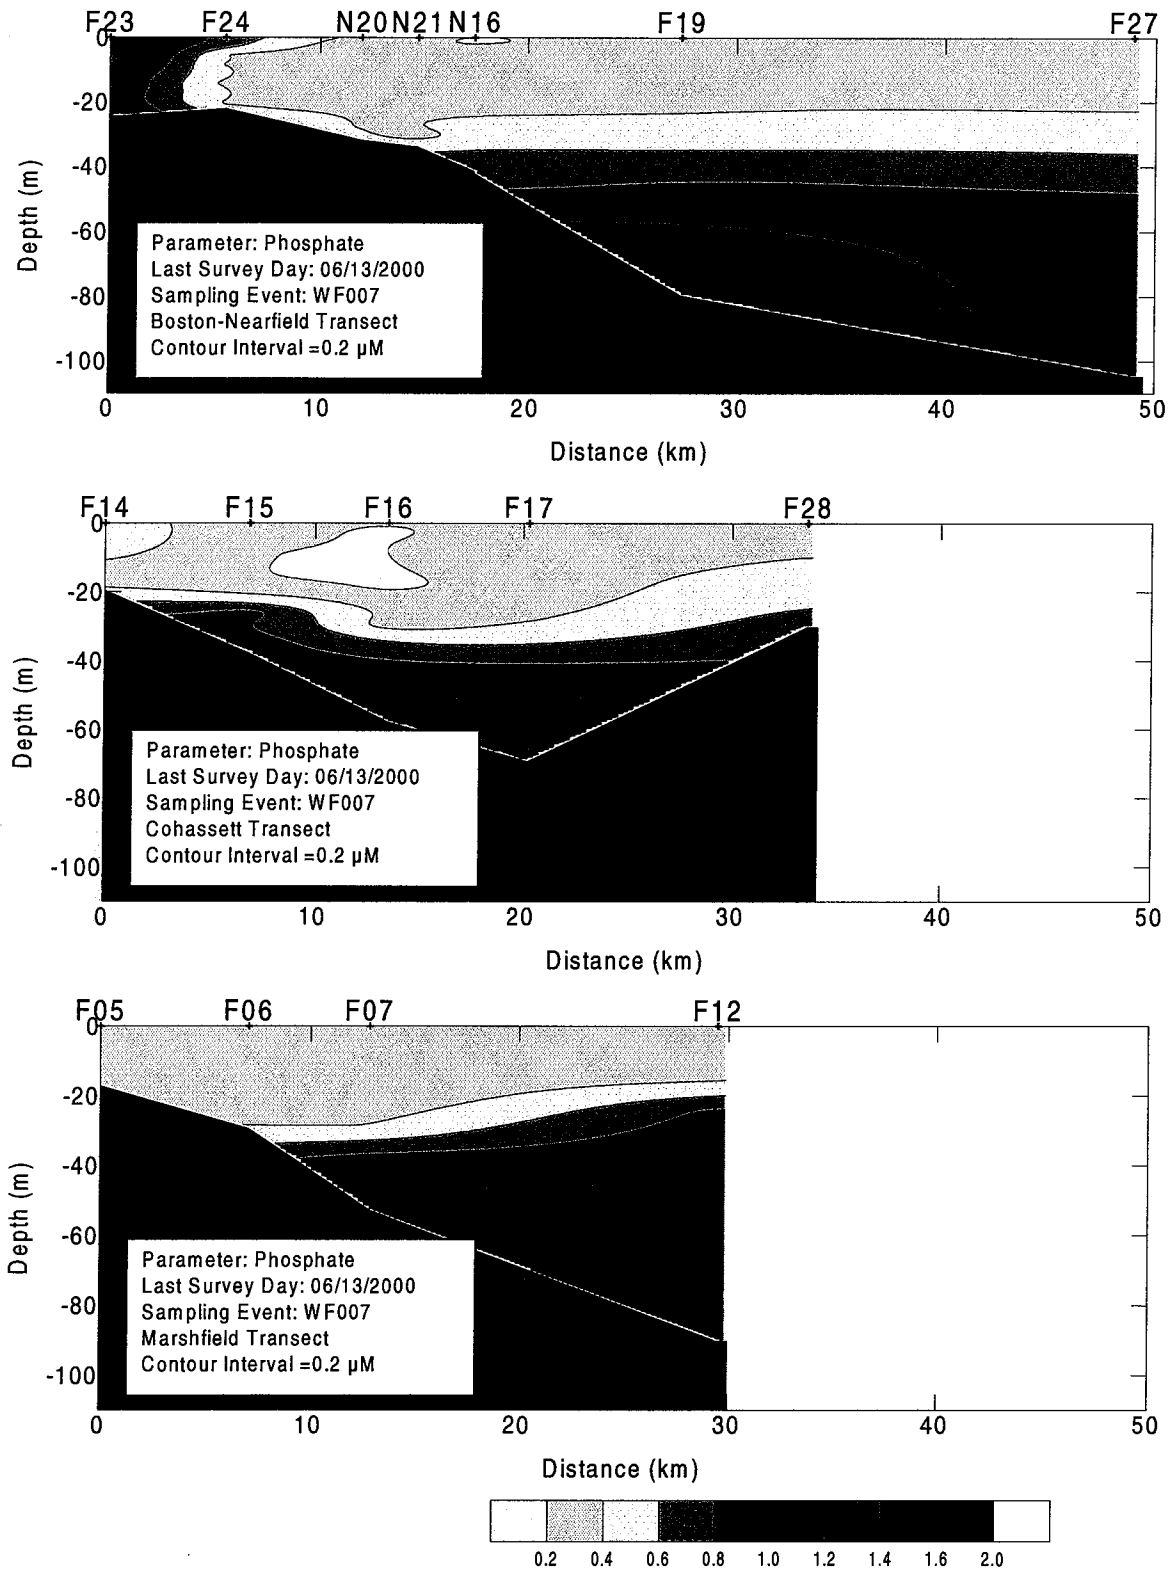 F23 F24 N20 N21 N16 F19 F27
0
-20
-40
-60
-80
-100
Depth (m)
Parameter: Phosphate
Last Survey Day: 06/13/2000
Sampling Event: WF007
Boston-Nearfield Transect
Contour Interval =0.2 µM
0 10 20 30 40 50
Distance (km)
F14 F15 F16 F17 F28
0
-20
-40
-60
-80
-100
Depth (m)
Parameter: Phosphate
Last Survey Day: 06/13/2000
Sampling Event: WF007
Cohassett Transect
Contour Interval =0.2 µM
0 10 20 30 40 50
Distance (km)
F05 F06 F07 F12
0
-20
-40
-60
-80
-100
Depth (m)
Parameter: Phosphate
Last Survey Day: 06/13/2000
Sampling Event: WF007
Marshfield Transect
Contour Interval =0.2 µM
0 10 20 30 40 50
Distance (km)
0.2 0.4 0.6 0.8 1.0 1.2 1.4 1.6 2.0